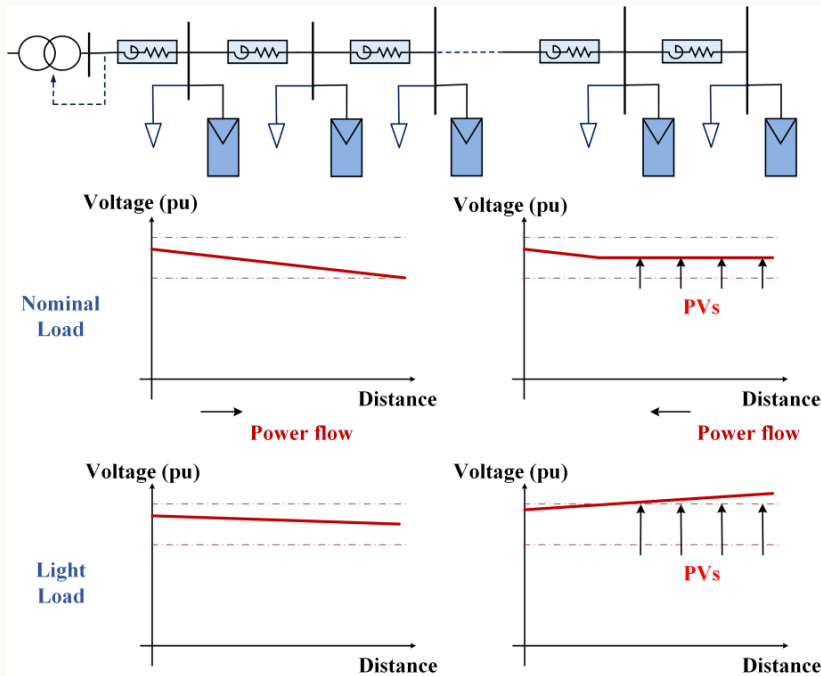 Voltage (pu)
Voltage (pu)
Nominal
Load
PVs
Distance
Distance
Power flow
Power flow
Voltage (pu)
Voltage (pu)
Light
Load
PVs
Distance
Distance